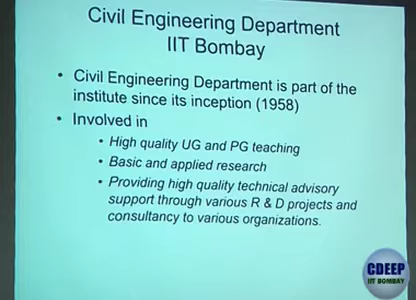 Civil Engineering Department
IIT Bombay
• Civil Engineering Department is part of the
institute since its inception (1958)
• Involved in
• High quality UG and PG teaching
• Basic and applied research
• Providing high quality technical advisory
support through various R & D projects and
consultancy to various organizations.
CDEEP
IIT BOMBAY